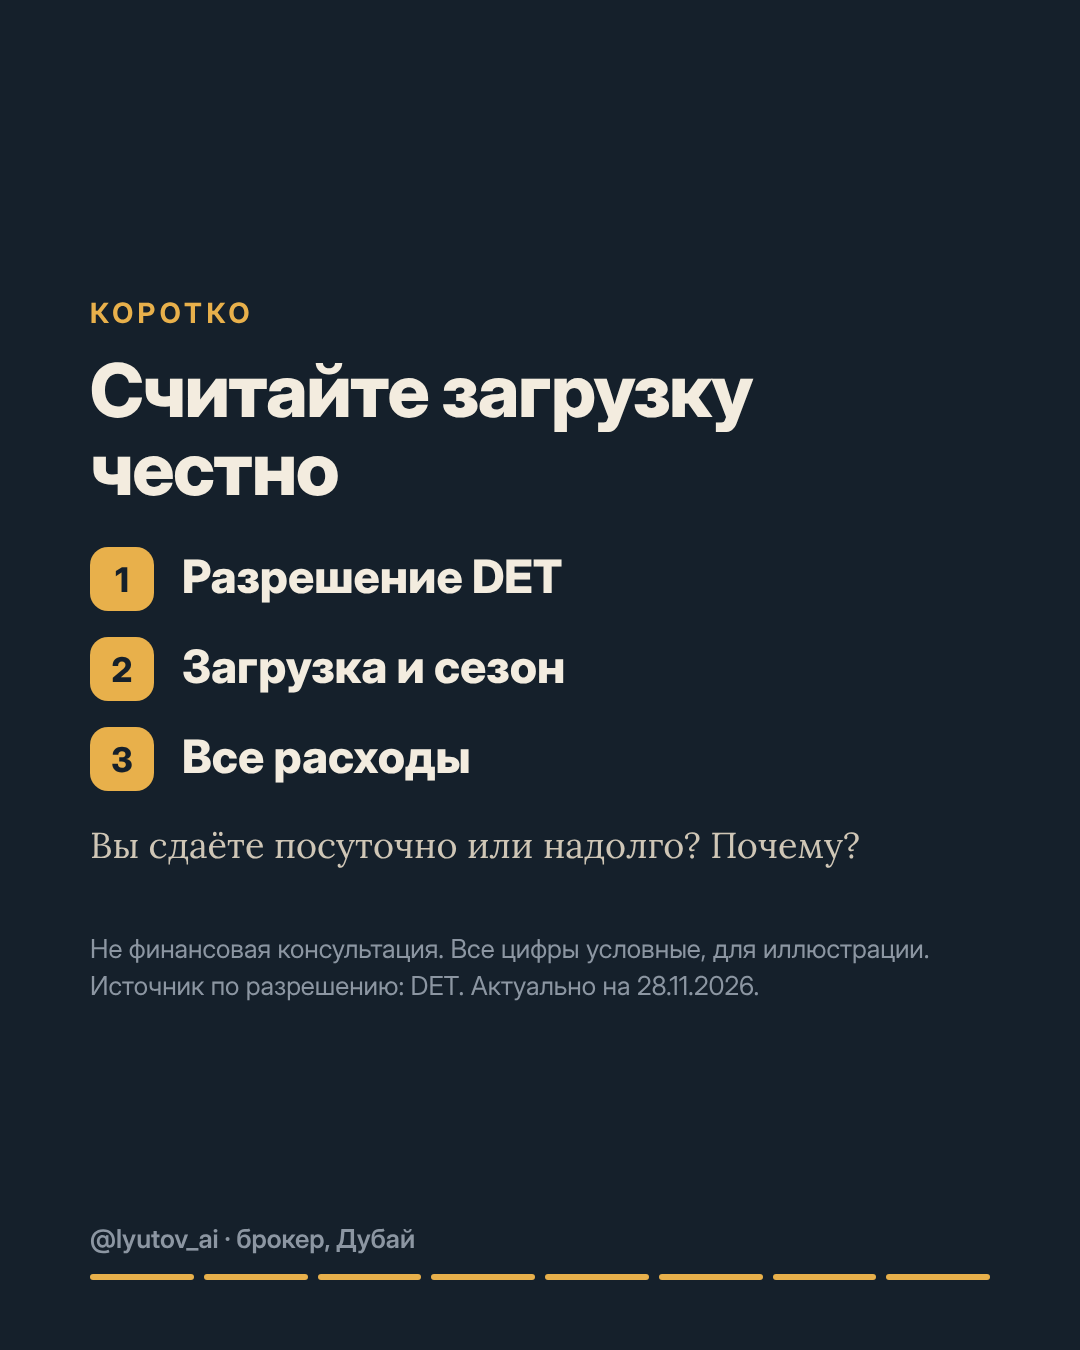 КОРОТКО
Считайте загрузку
честно
1 Разрешение DET
2 Загрузка и сезон
3 Все расходы
Вы сдаёте посуточно или надолго? Почему?
Не финансовая консультация. Все цифры условные, для иллюстрации.
Источник по разрешению: DET. Актуально на 28.11.2026.
@lyutov_ai · брокер, Дубай